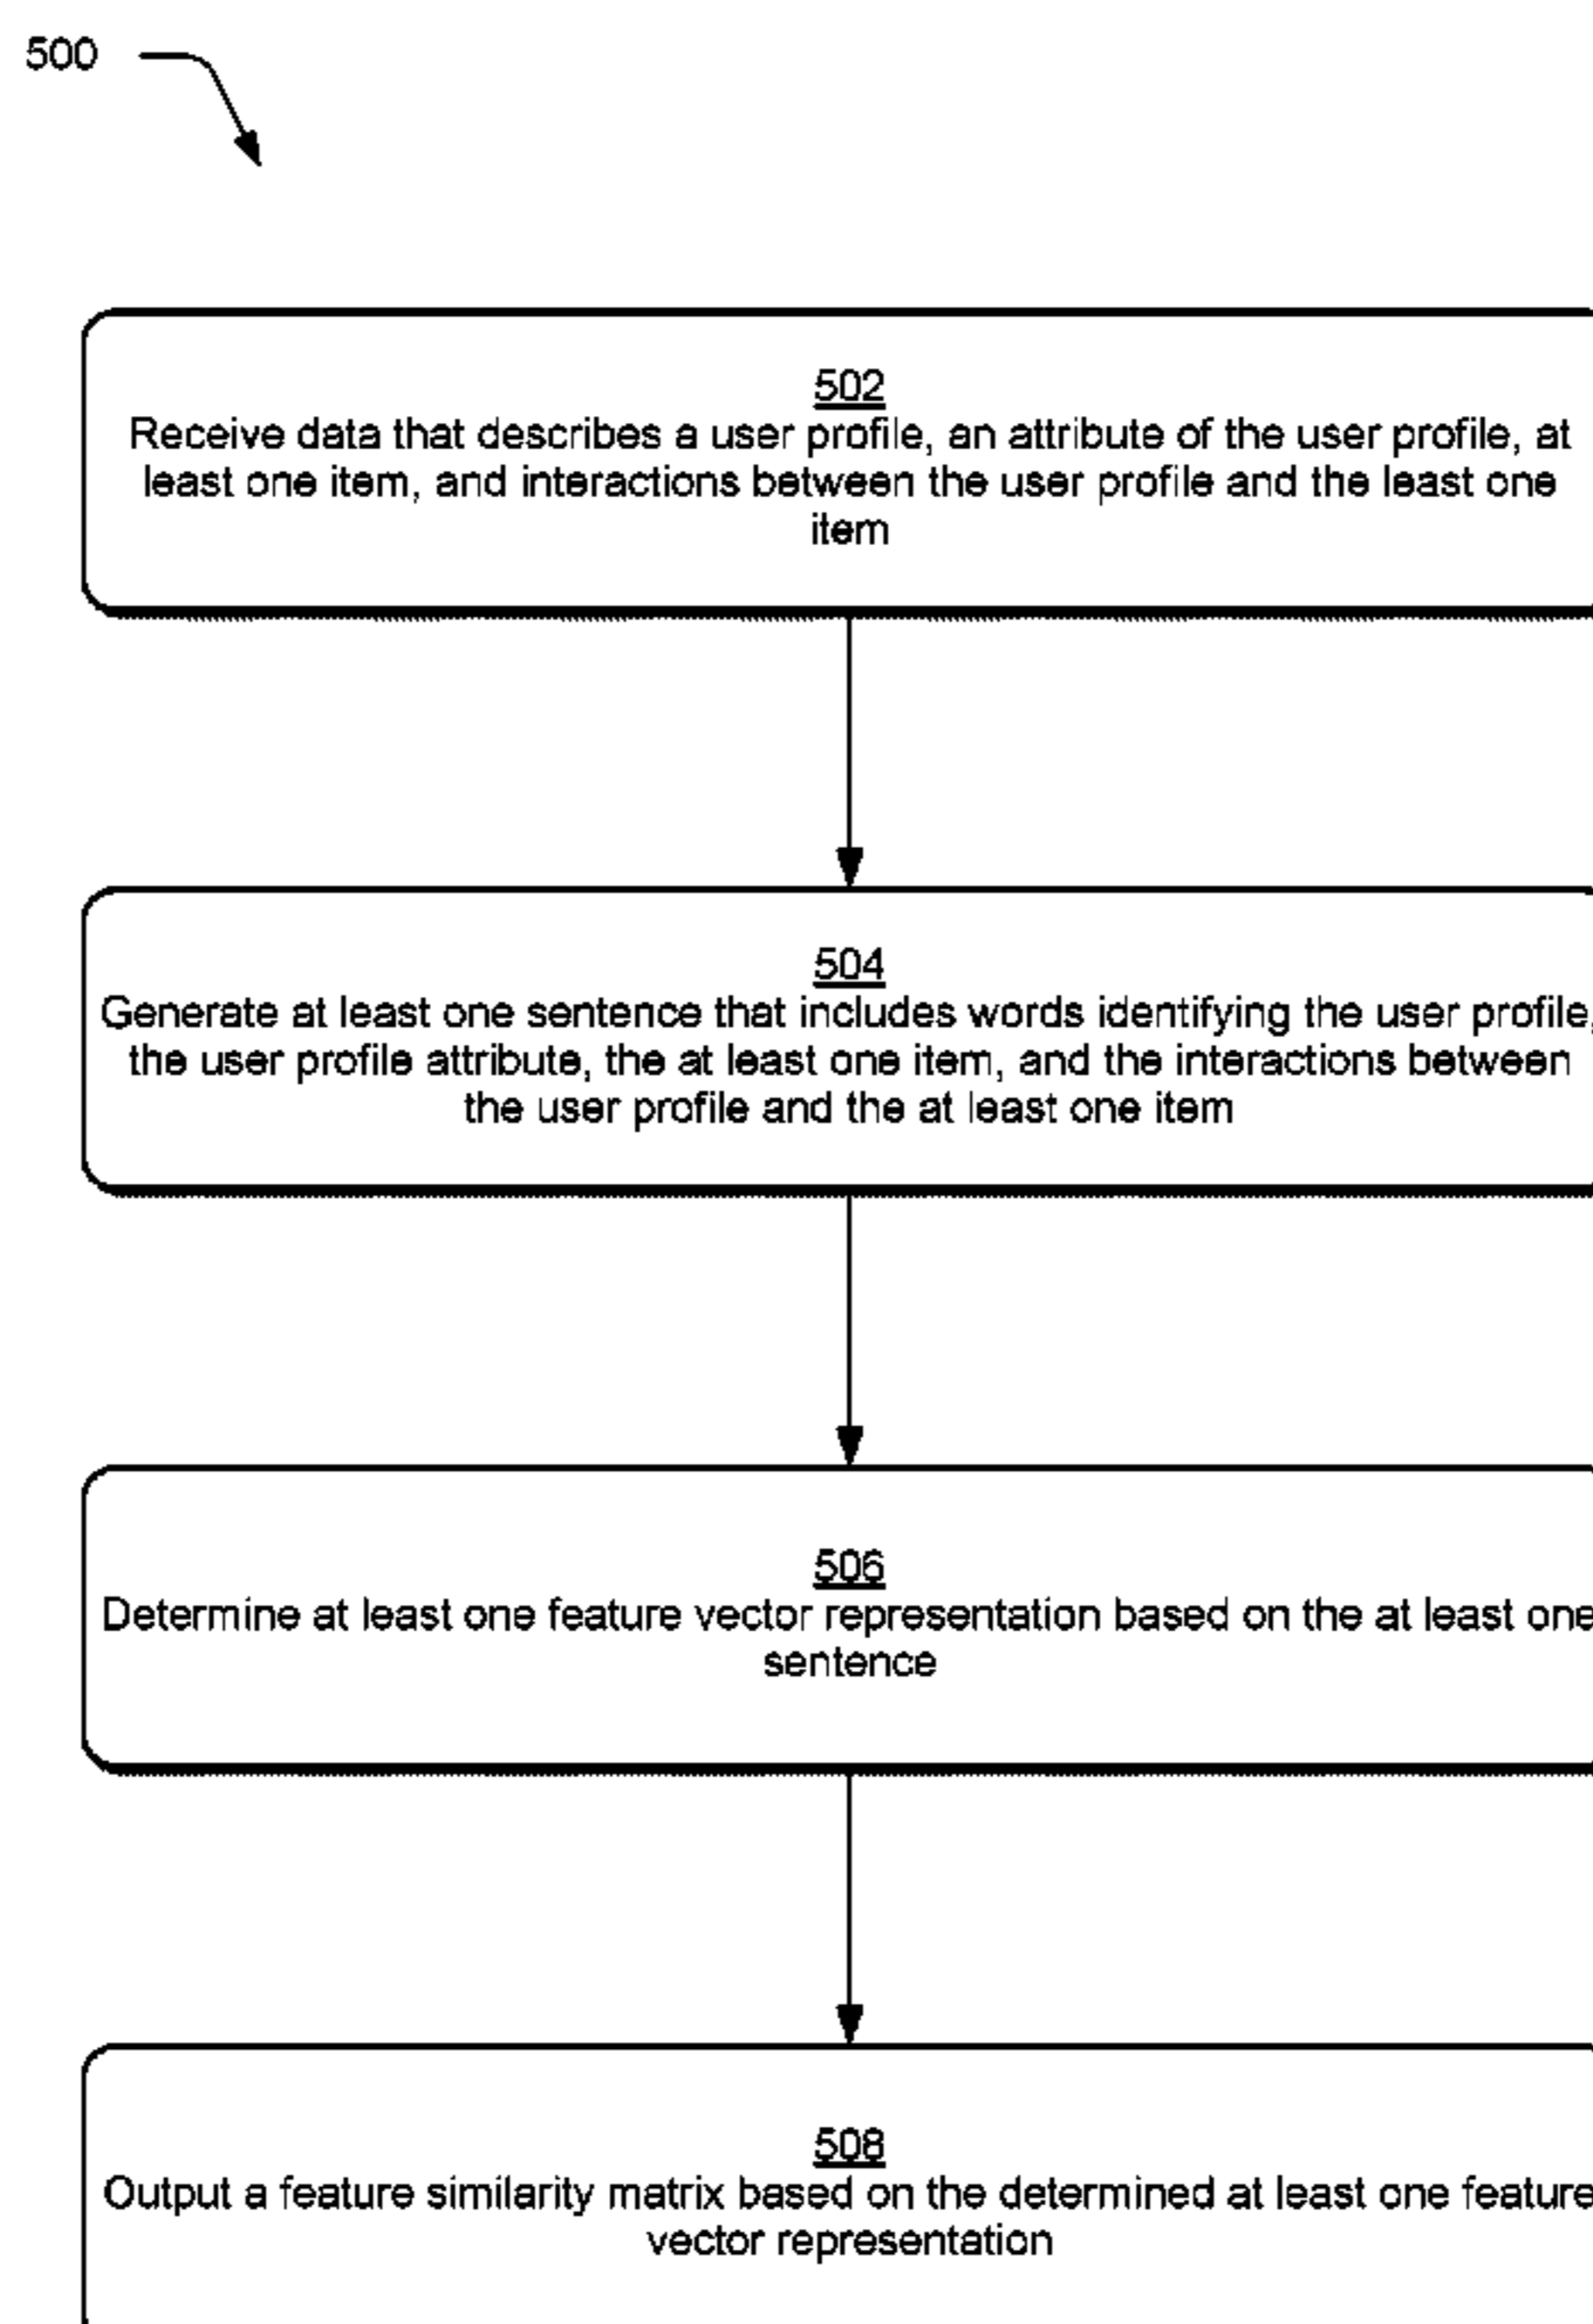 500
502
Receive data that describes a user profile, an attribute of the user profile, at
least one item, and interactions between the user profile and the least one
item
504
Generate at least one sentence that includes words identifying the user profile,
the user profile attribute, the at least one item, and the interactions between
the user profile and the at least one item
506
Determine at least one feature vector representation based on the at least one
sentence
508
Output a feature similarity matrix based on the determined at least one feature
vector representation